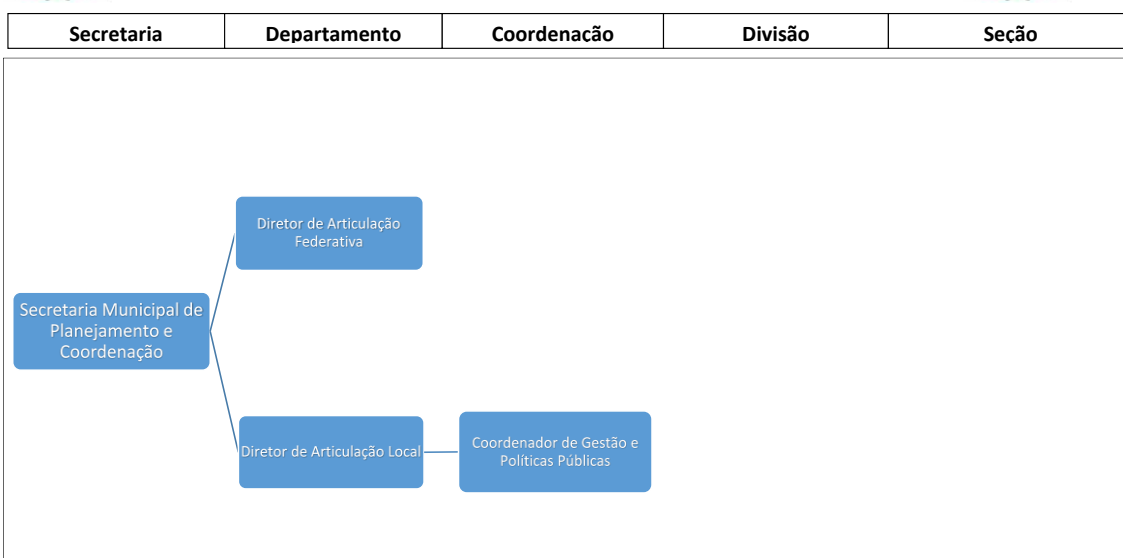 Secretaria Departamento Coordenação Divisão Seção
Diretor de Articulação
Federativa
Secretaria Municipal de
Planejamento e
Coordenação
Diretor de Articulação Local
Coordenador de Gestão e
Políticas Públicas